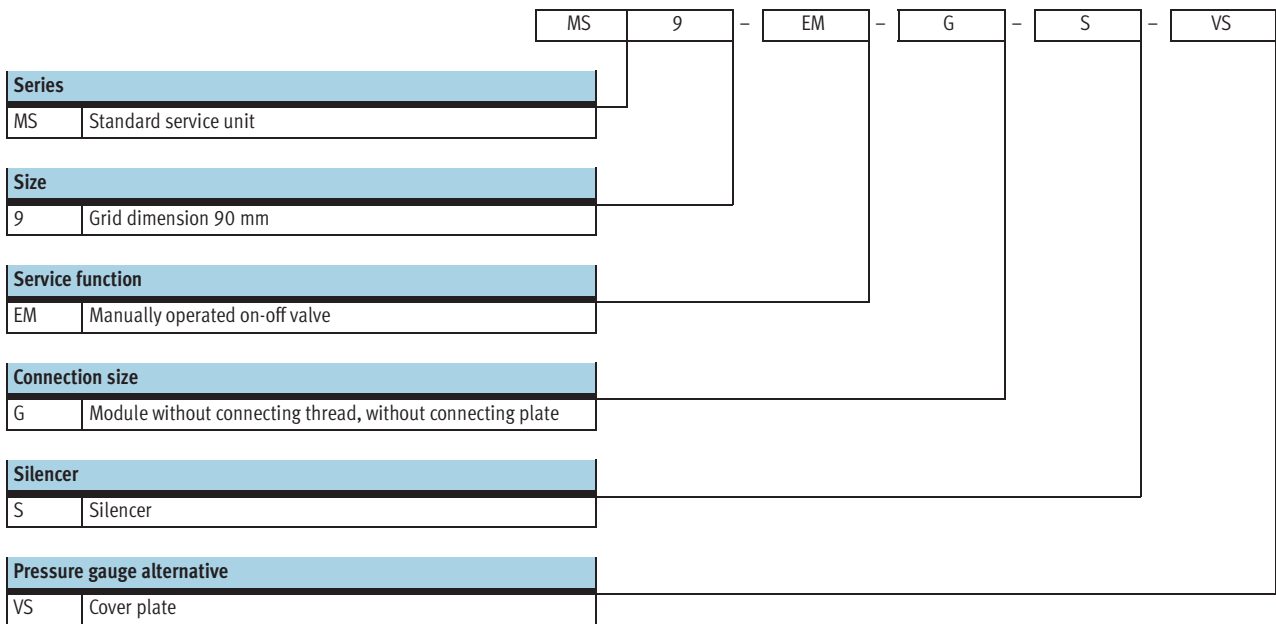 MS 9 – EM – G – S – VS
Series
MS Standard service unit
Size
9 Grid dimension 90 mm
Service function
EM Manually operated on-off valve
Connection size
G Module without connecting thread, without connecting plate
Silencer
S Silencer
Pressure gauge alternative
VS Cover plate